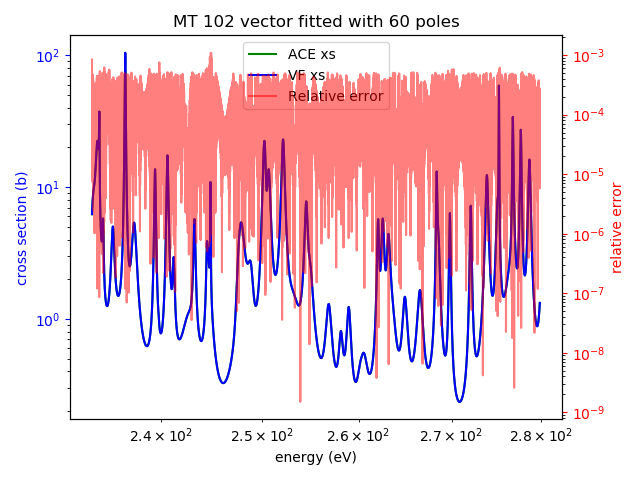 MT 102 vector fitted with 60 poles
ACE xs
VF xs
Relative error
10²
10¹
10⁰
cross section (b)
10⁻³
10⁻⁴
10⁻⁵
10⁻⁶
10⁻⁷
10⁻⁸
10⁻⁹
relative error
2.4 × 10² 2.5 × 10² 2.6 × 10² 2.7 × 10² 2.8 × 10²
energy (eV)